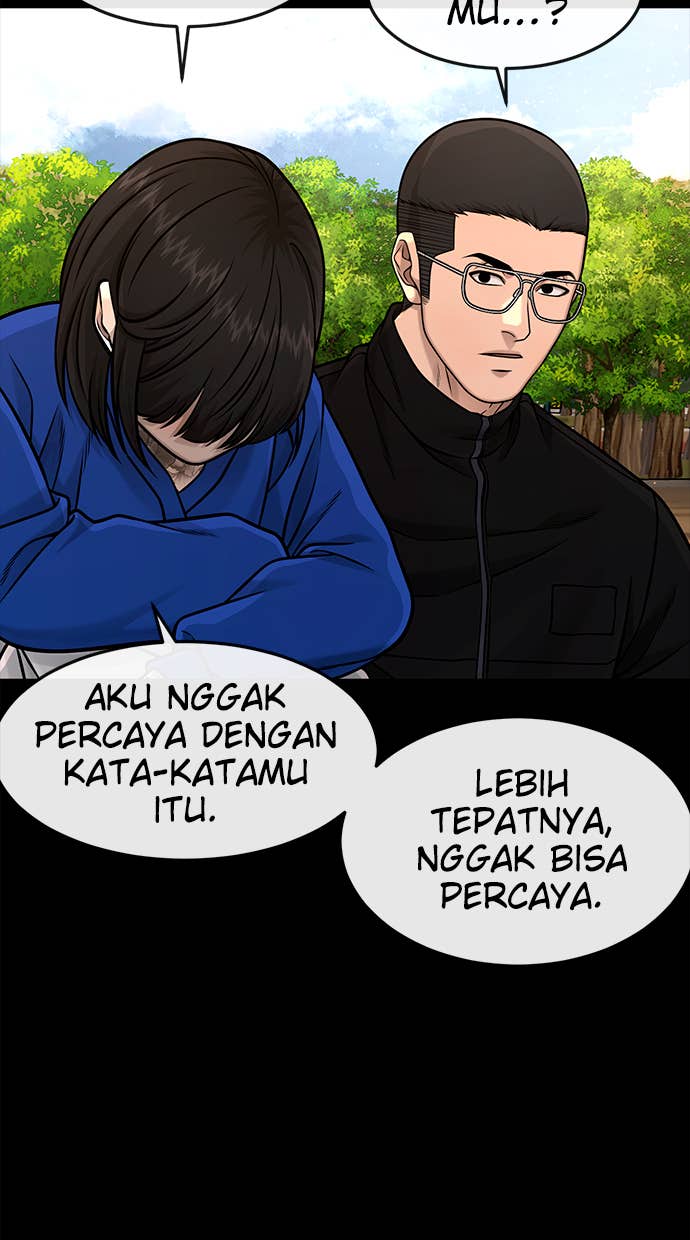 MU...?
AKU NGGAK
PERCAYA DENGAN
KATA-KATAMU
ITU.
LEBIH
TEPATNYA,
NGGAK BISA
PERCAYA.